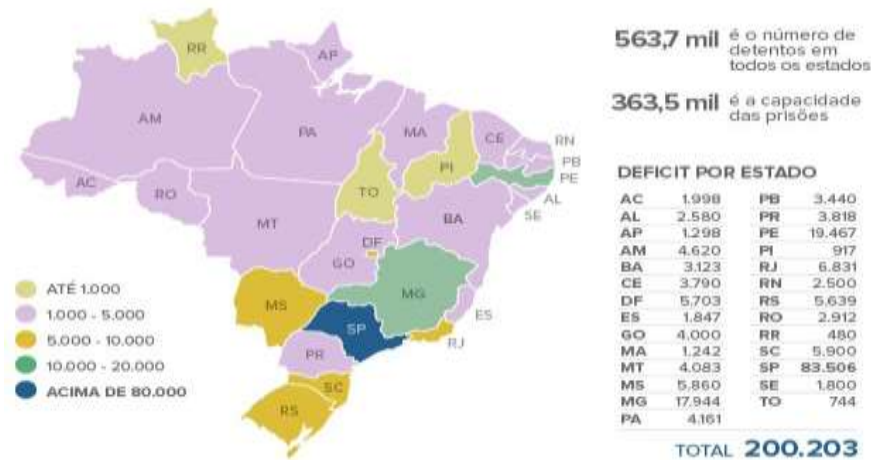 RR
AP
AM
PA
MA
CE
RN
PB
PE
AL
SE
PI
TO
AC
RO
BA
MT
DF
GO
MG
MS
ES
SP
RJ
PR
SC
RS
ATÉ 1.000
1.000 - 5.000
5.000 - 10.000
10.000 - 20.000
ACIMA DE 80.000
563,7 mil é o número de
detentos em
todos os estados
363,5 mil é a capacidade
das prisões
DEFICIT POR ESTADO
AC 1.998 PB 3.440
AL 2.580 PR 3.818
AP 1.298 PE 19.467
AM 4.620 PI 917
BA 3.123 RJ 6.831
CE 3.790 RN 2.500
DF 5.703 RS 5.639
ES 1.847 RO 2.912
GO 4.000 RR 480
MA 1.242 SC 5.900
MT 4.083 SP 83.506
MS 5.860 SE 1.800
MG 17.944 TO 744
PA 4.161
TOTAL 200.203